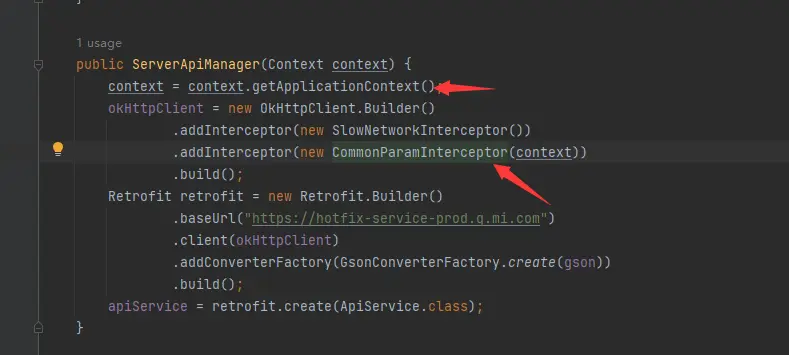 }
1 usage
public ServerApiManager(Context context) {
context = context.getApplicationContext();
okHttpClient = new OkHttpClient.Builder()
.addInterceptor(new SlowNetworkInterceptor())
.addInterceptor(new CommonParamInterceptor(context))
.build();
Retrofit retrofit = new Retrofit.Builder()
.baseUrl("https://hotfix-service-prod.q.mi.com")
.client(okHttpClient)
.addConverterFactory(GsonConverterFactory.create(gson))
.build();
apiService = retrofit.create(ApiService.class);
}